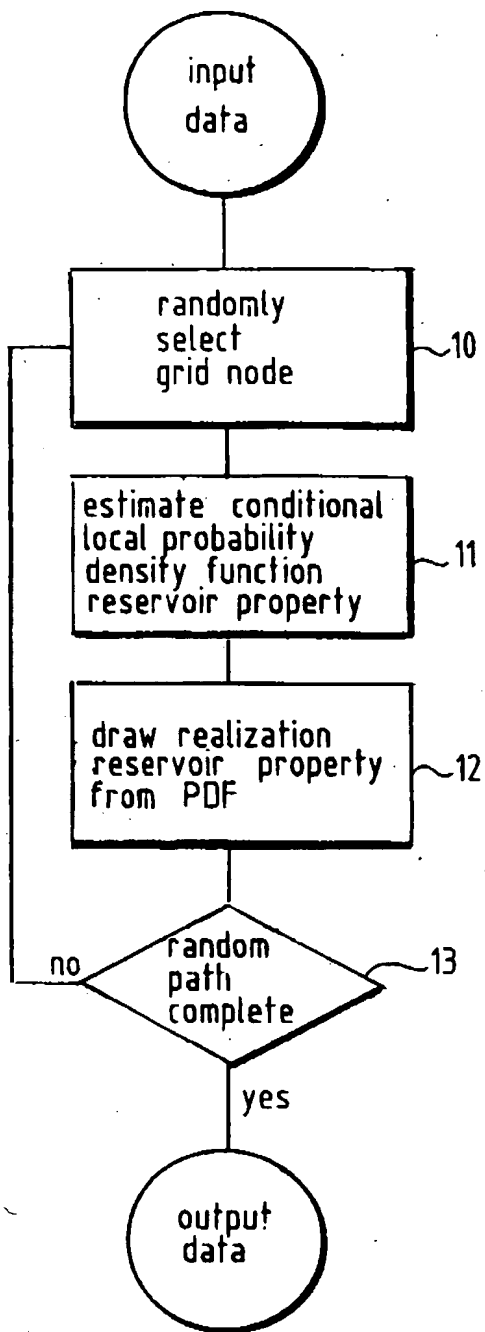 input
data
randomly
select
grid node
10
estimate conditional
local probability
densify function
reservoir property
11
draw realization
reservoir property
from PDF
12
random
path
complete
13
no
yes
output
data